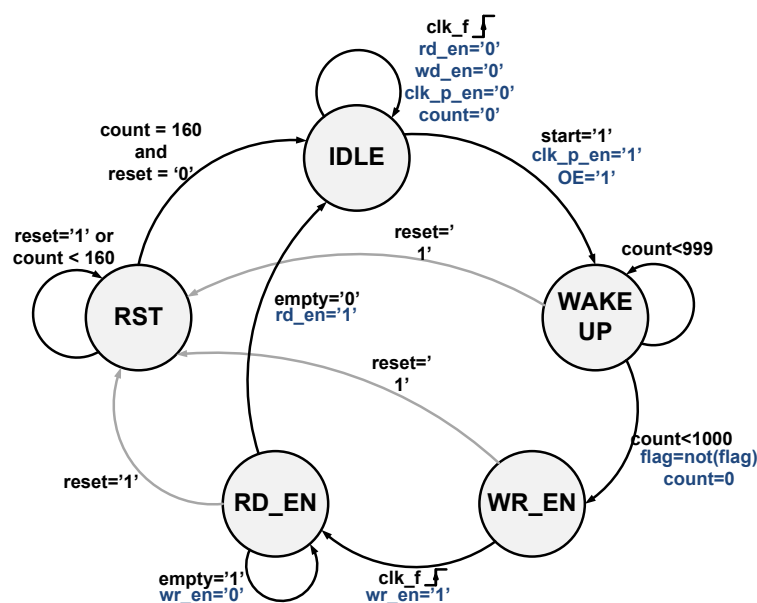 clk_f
rd_en='0'
wd_en='0'
clk_p_en='0'
count='0'
count = 160
and
reset = '0'
IDLE
start='1'
clk_p_en='1'
OE='1'
reset='1' or
count < 160
reset='
1'
count<999
RST
empty='0'
rd_en='1'
WAKE
UP
reset='
1'
count<1000
flag=not(flag)
count=0
reset='1'
RD_EN
WR_EN
empty='1'
wr_en='0'
clk_f
wr_en='1'